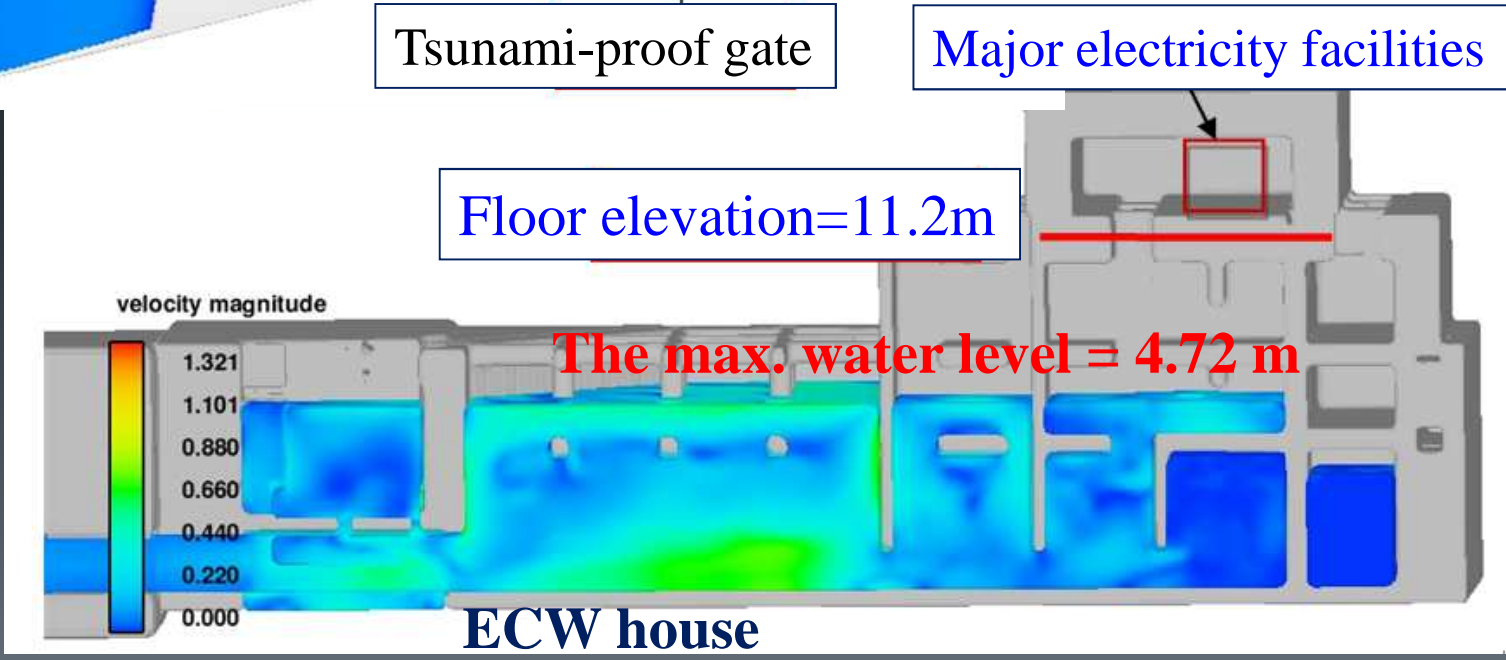 Tsunami-proof gate
Major electricity facilities
Floor elevation=11.2m
velocity magnitude
The max. water level = 4.72 m
1.321
1.101
0.880
0.660
0.440
0.220
0.000
ECW house